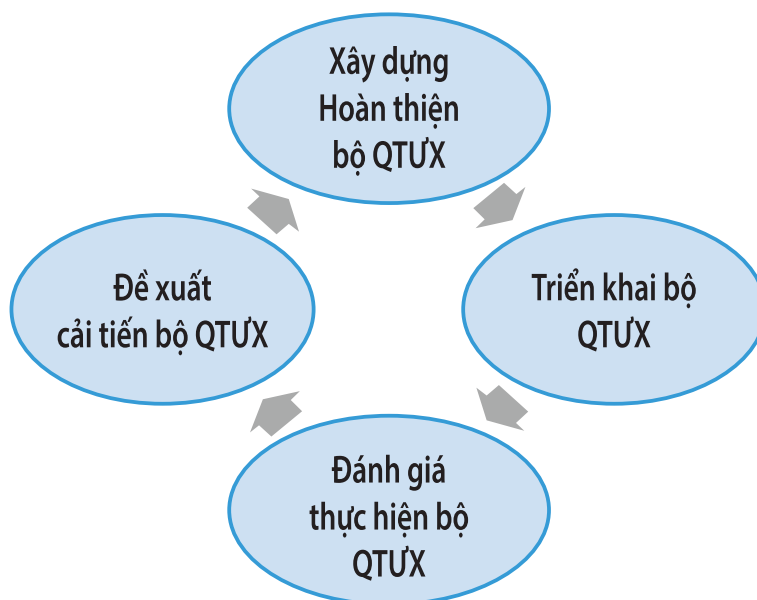 Xây dựng
Hoàn thiện
bộ QTƯX
Đề xuất
cải tiến bộ QTƯX
Triển khai bộ
QTƯX
Đánh giá
thực hiện bộ
QTƯX